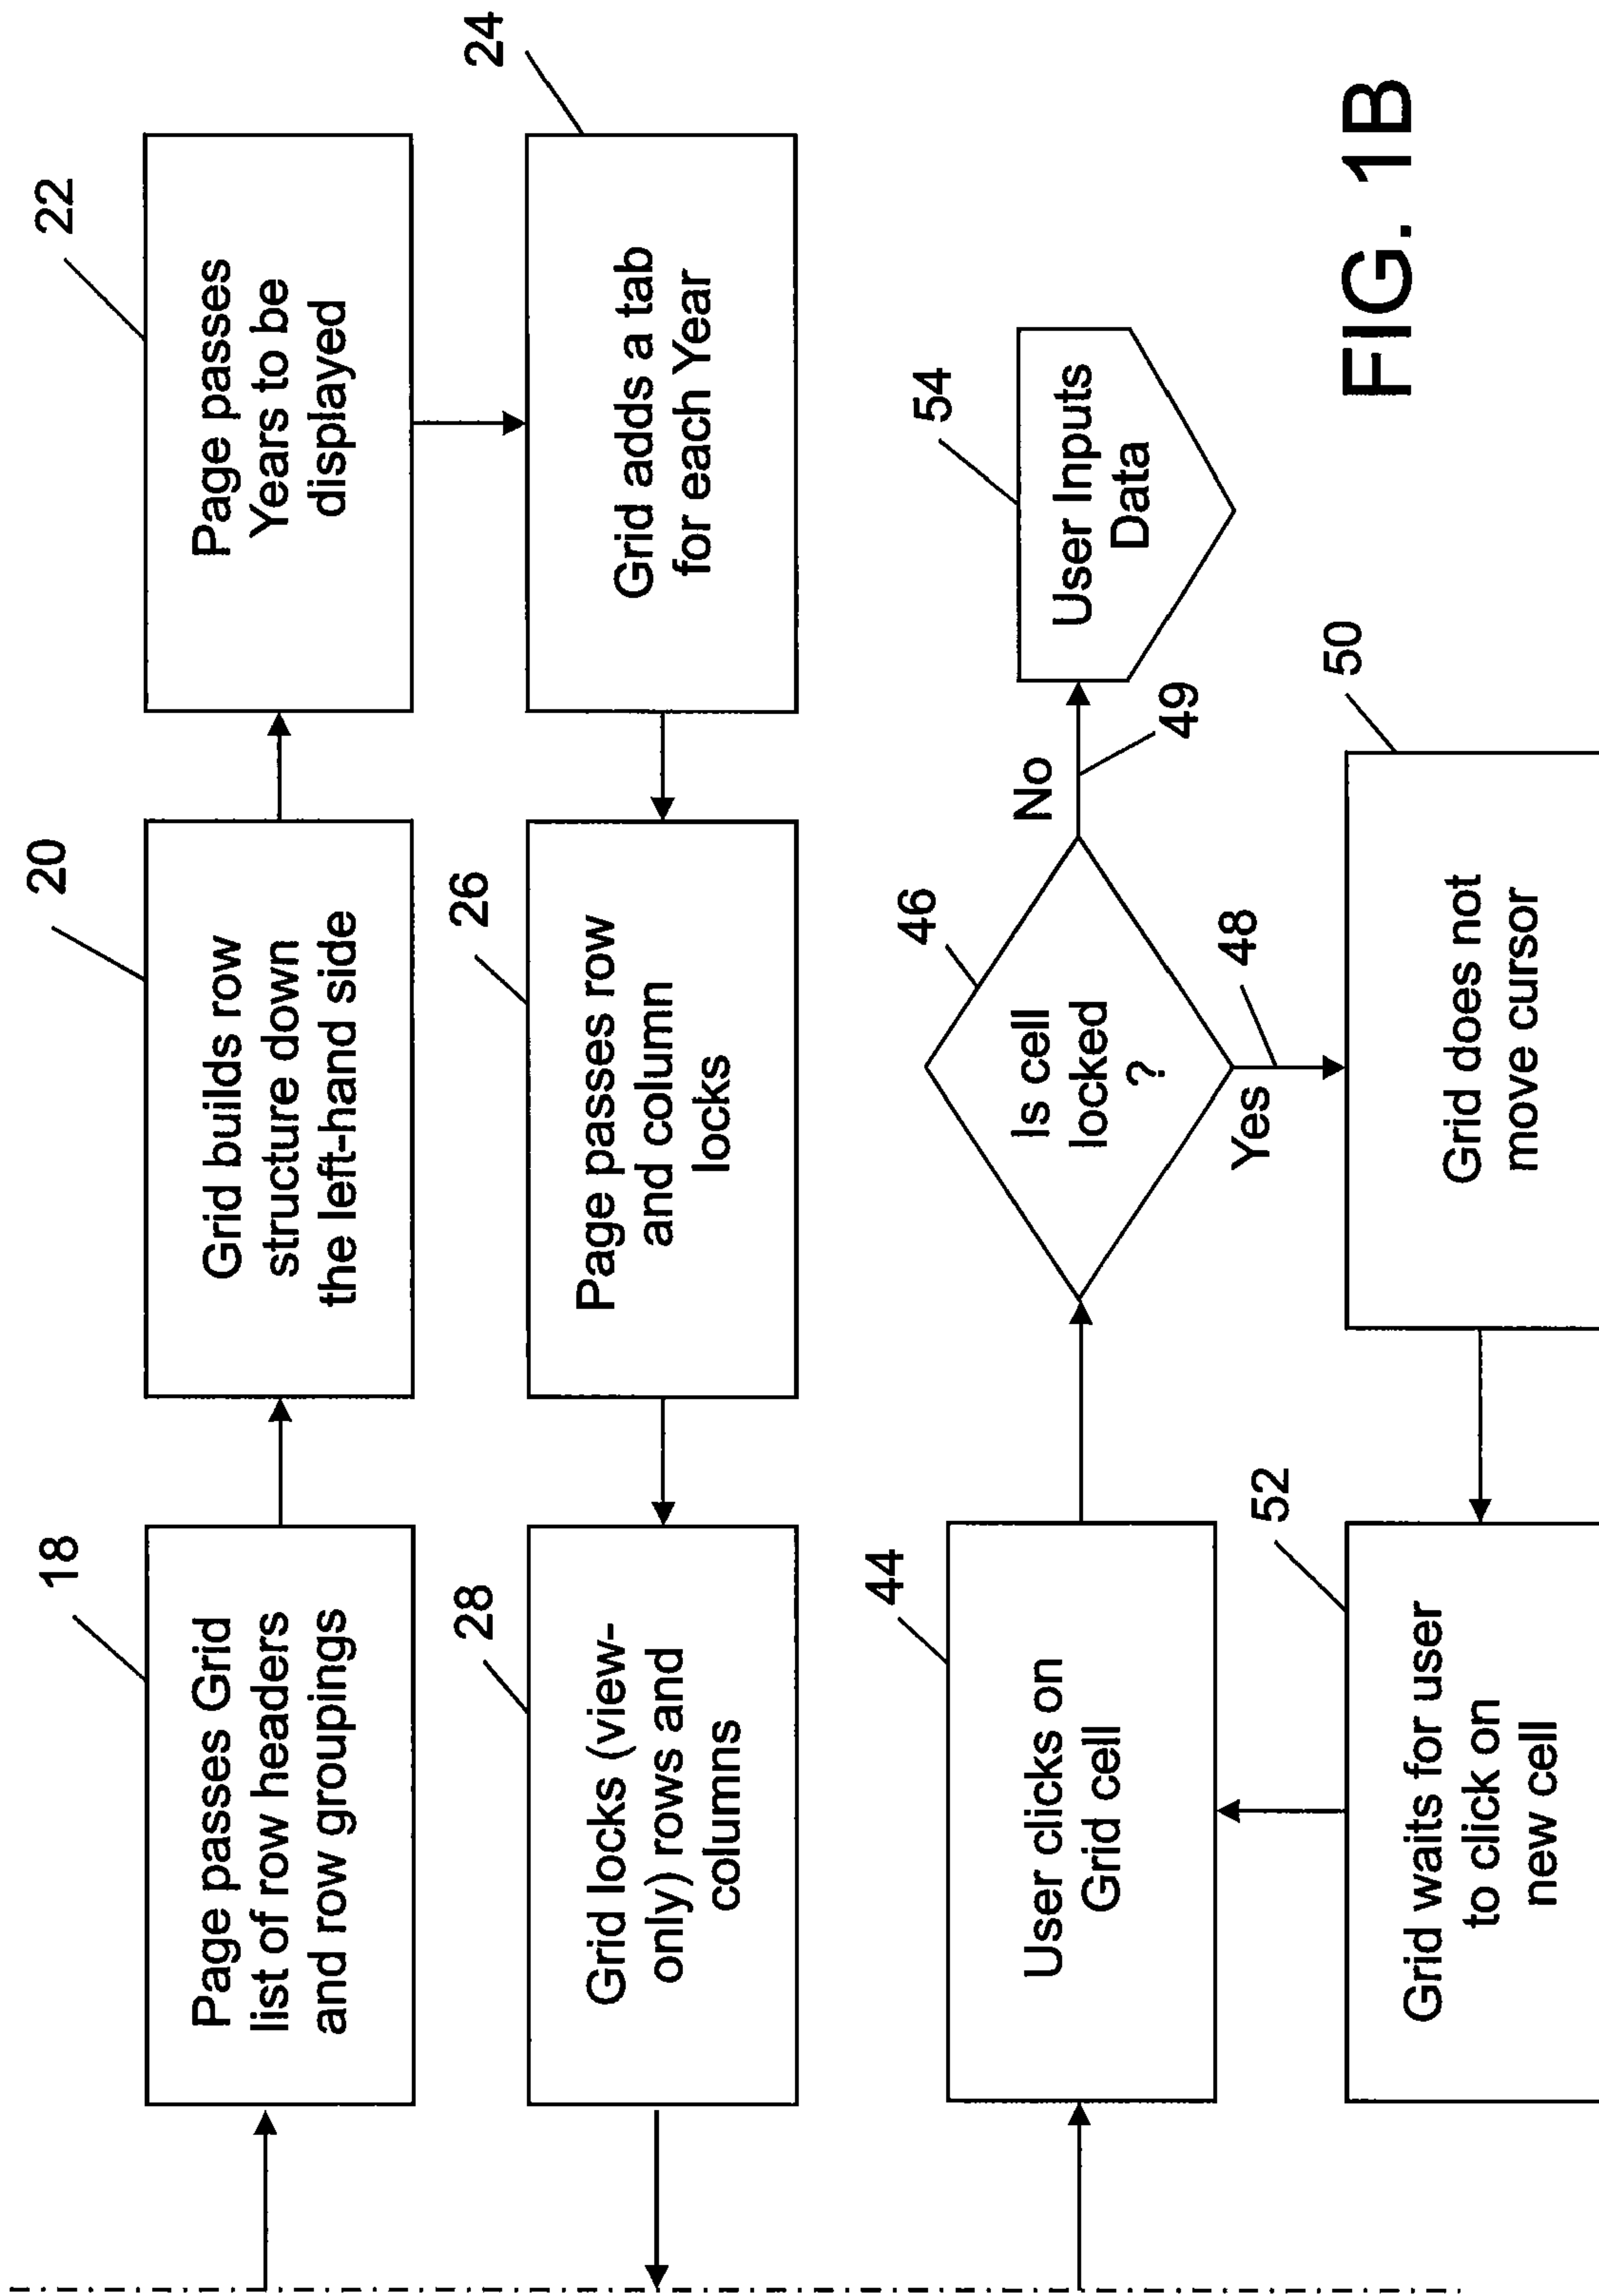 18
Page passes Grid
list of row headers
and row groupings
20
Grid builds row
structure down
the left-hand side
22
Page passes
Years to be
displayed
28
Grid locks (view-
only) rows and
columns
26
Page passes row
and column
locks
24
Grid adds a tab
for each Year
44
User clicks on
Grid cell
46
Is cell
locked
?
No
49
54
User Inputs
Data
Yes
48
52
Grid waits for user
to click on
new cell
50
Grid does not
move cursor
FIG. 1B